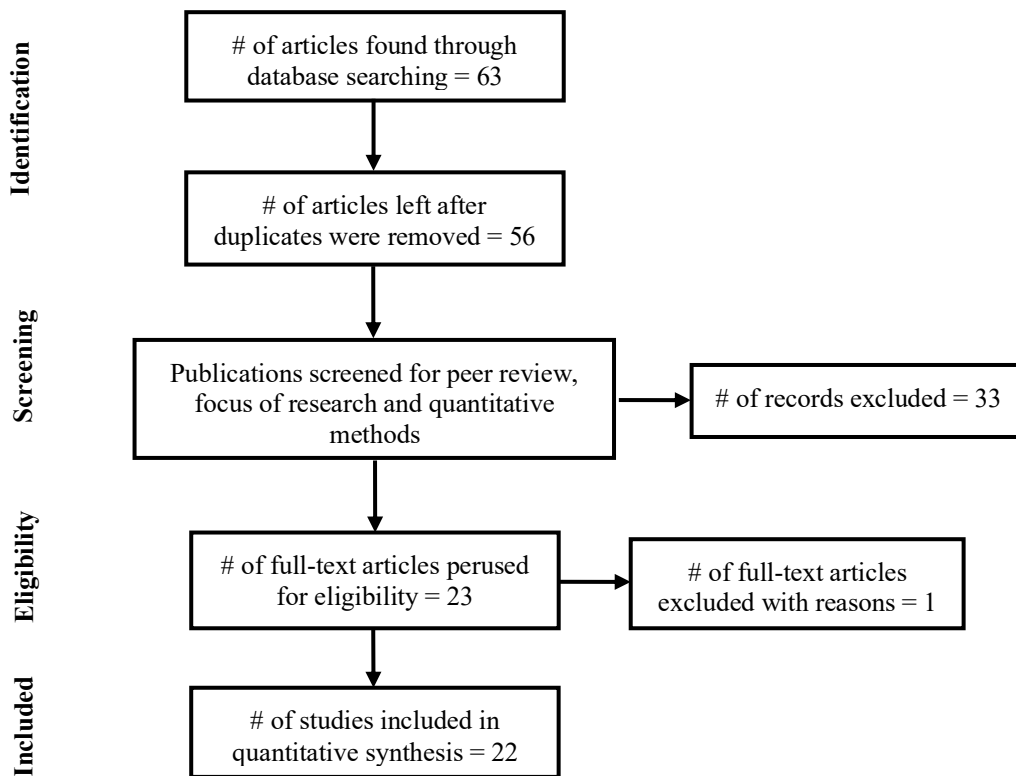 Identification
# of articles found through
database searching = 63
# of articles left after
duplicates were removed = 56
Screening
Publications screened for peer review,
focus of research and quantitative
methods
# of records excluded = 33
Eligibility
# of full-text articles perused
for eligibility = 23
# of full-text articles
excluded with reasons = 1
Included
# of studies included in
quantitative synthesis = 22